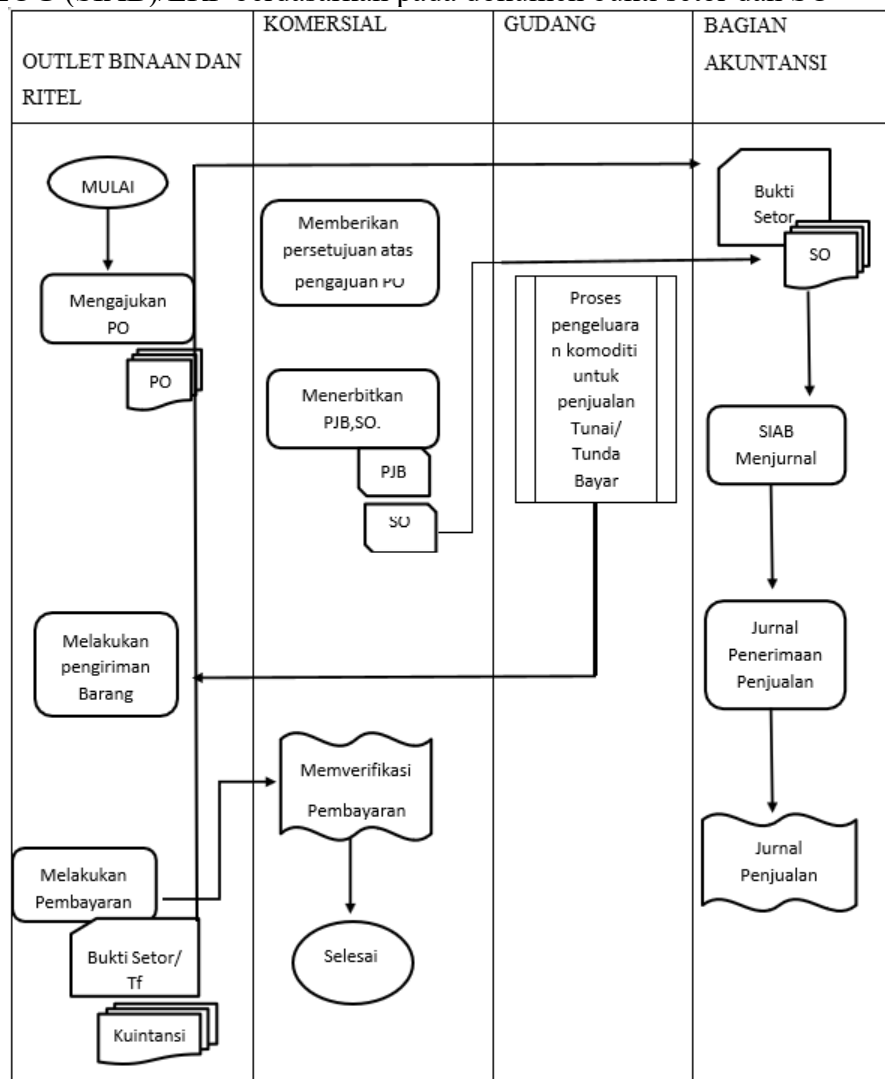 KOMERSIAL
GUDANG
BAGIAN
AKUNTANSI
OUTLET BINAAN DAN
RITEL
MULAI
Mengajukan
PO
PO
Melakukan
pengiriman
Barang
Melakukan
Pembayaran
Bukti Setor/
Tf
Kuintansi
Memberikan
persetujuan atas
pengajuan PO
Menerbitkan
PJB,SO.
PJB
SO
Memverifikasi
Pembayaran
Selesai
Proses
pengeluara
n komoditi
untuk
penjualan
Tunai/
Tunda
Bayar
Bukti
Setor
SO
SIAB
Menjurnal
Jurnal
Penerimaan
Penjualan
Jurnal
Penjualan